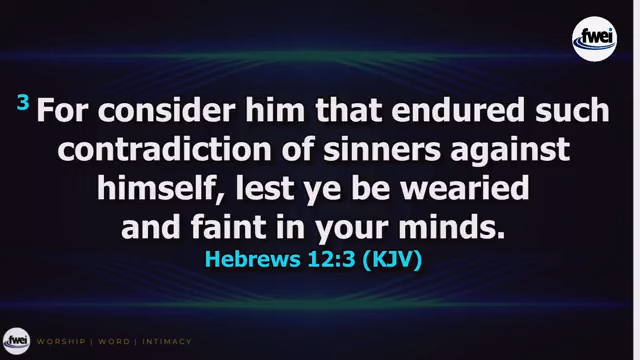 fwei
3 For consider him that endured such
contradiction of sinners against
himself, lest ye be wearied
and faint in your minds.
Hebrews 12:3 (KJV)
fwei
WORSHIP | WORD | INTIMACY